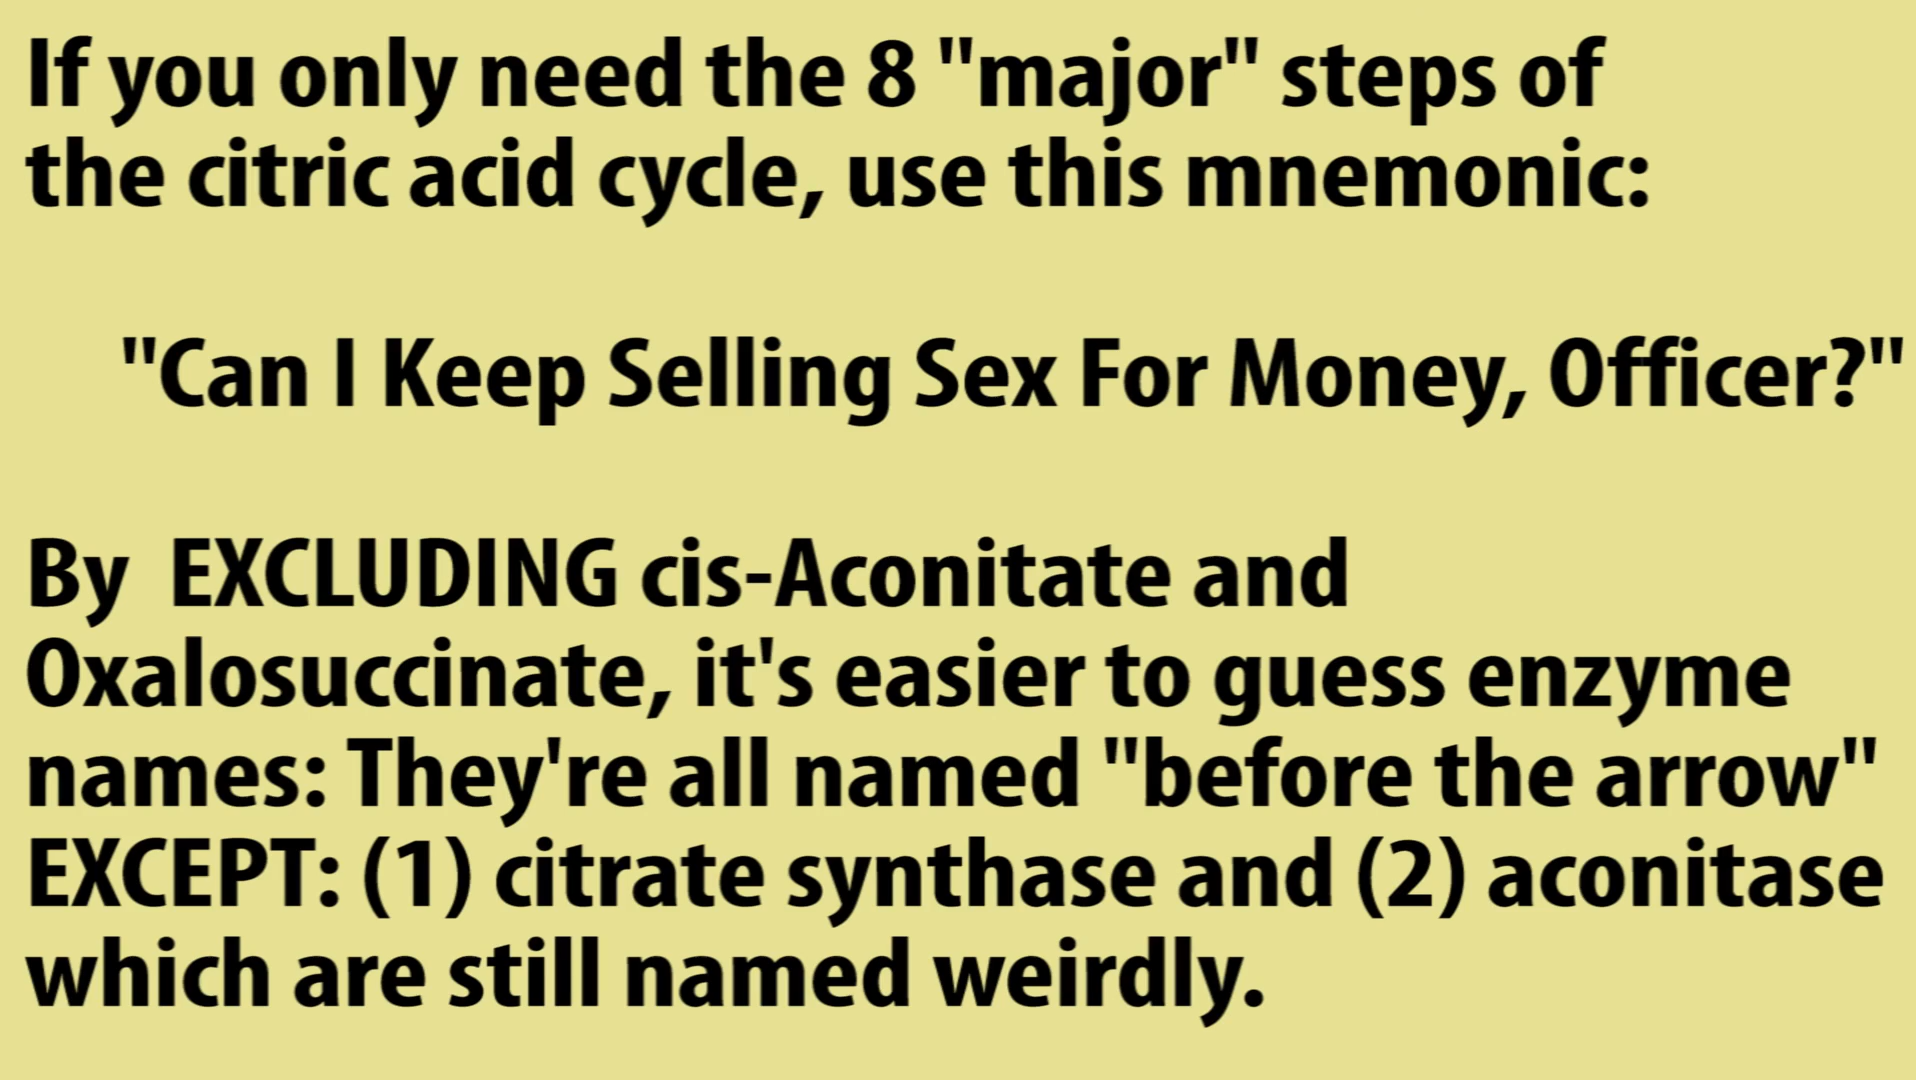 If you only need the 8 "major" steps of
the citric acid cycle, use this mnemonic:
"Can I Keep Selling Sex For Money, Officer?"
By  EXCLUDING cis-Aconitate and
Oxalosuccinate, it's easier to guess enzyme
names: They're all named "before the arrow"
EXCEPT: (1) citrate synthase and (2) aconitase
which are still named weirdly.